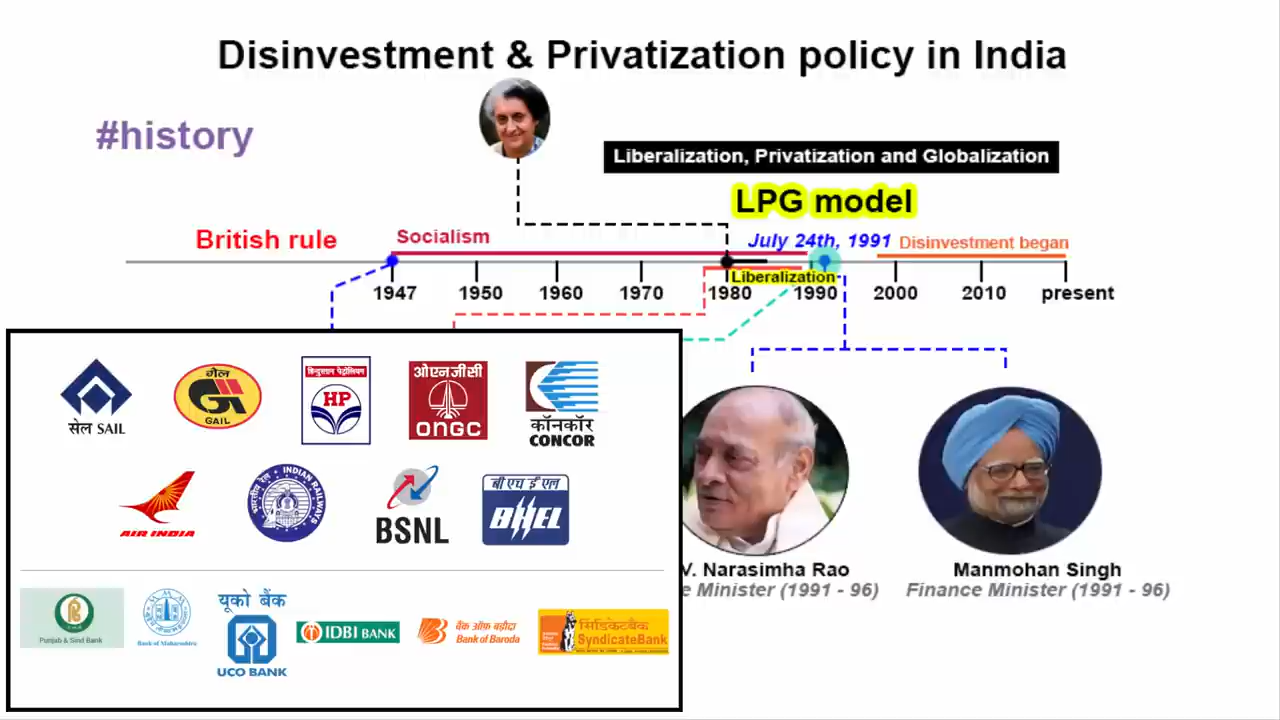 Disinvestment & Privatization policy in India
#history
Liberalization, Privatization and Globalization
LPG model
British rule
Socialism
July 24th, 1991
Disinvestment began
Liberalization
1947 1950 1960 1970 1980 1990 2000 2010 present
सेल SAIL
गेल
GAIL
हिन्दुस्तान पेट्रोलियम
HP
ओएनजीसी
ONGC
कॉनकॉर
CONCOR
AIR INDIA
भारतीय रेल INDIAN RAILWAYS
BSNL
बी एच ई एल
BHEL
V. Narasimha Rao
e Minister (1991 - 96)
Manmohan Singh
Finance Minister (1991 - 96)
Punjab & Sind Bank
Bank of Maharashtra
यूको बैंक
UCO BANK
IDBI BANK
बैंक ऑफ़ बड़ौदा
Bank of Baroda
सिंडिकेटबैंक
SyndicateBank